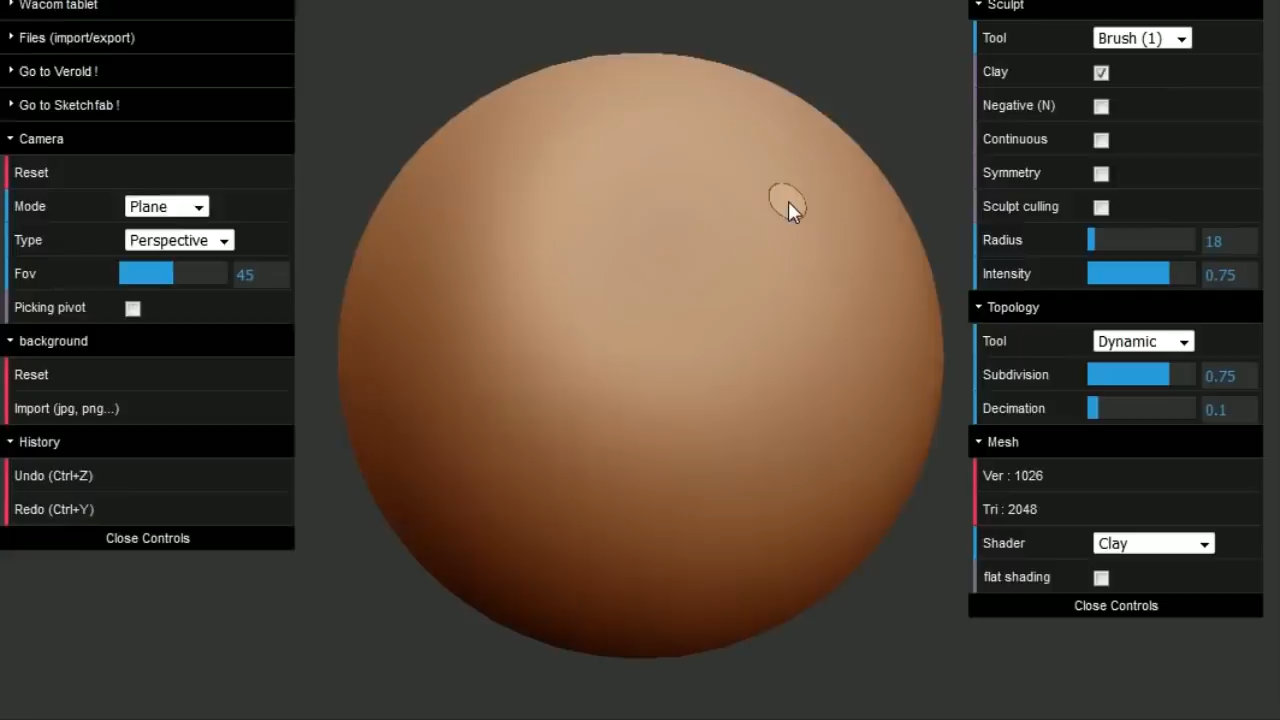 Wacom tablet
Files (import/export)
Go to Verold !
Go to Sketchfab !
Camera
Reset
Mode Plane
Type Perspective
Fov 45
Picking pivot
background
Reset
Import (jpg, png...)
History
Undo (Ctrl+Z)
Redo (Ctrl+Y)
Close Controls
Sculpt
Tool Brush (1)
Clay
Negative (N)
Continuous
Symmetry
Sculpt culling
Radius 18
Intensity 0.75
Topology
Tool Dynamic
Subdivision 0.75
Decimation 0.1
Mesh
Ver : 1026
Tri : 2048
Shader Clay
flat shading
Close Controls